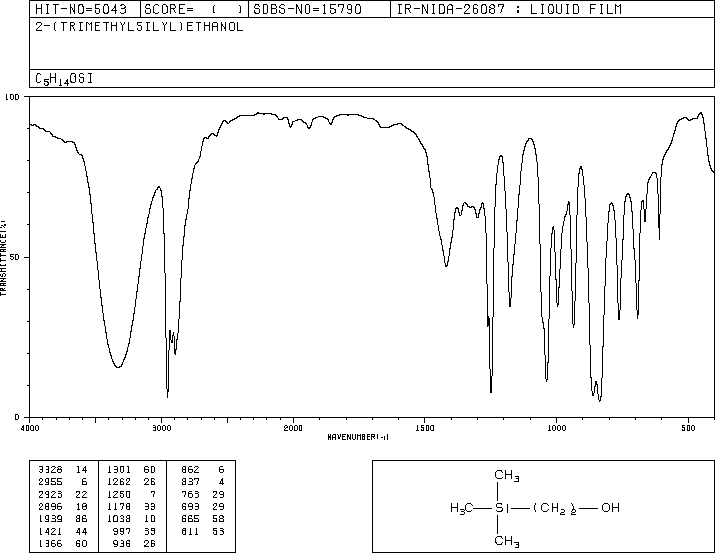 HIT-NO=5043 SCORE= ( ) SDBS-NO=15790 IR-NIDA-26087 : LIQUID FILM
2-(TRIMETHYLSILYL)ETHANOL
C5H14OSI
100
50
0
TRANSMITTANCE(%)
4000 3000 2000 1500 1000 500
WAVENUMBER(-1)
3328 14 1301 60 862 6
2955 6 1262 26 837 4
2923 22 1250 7 763 29
2896 18 1178 33 693 29
1939 86 1038 10 665 58
1421 44 997 33 611 53
1366 60 936 26
CH3
H3C Si (CH2)2 OH
CH3